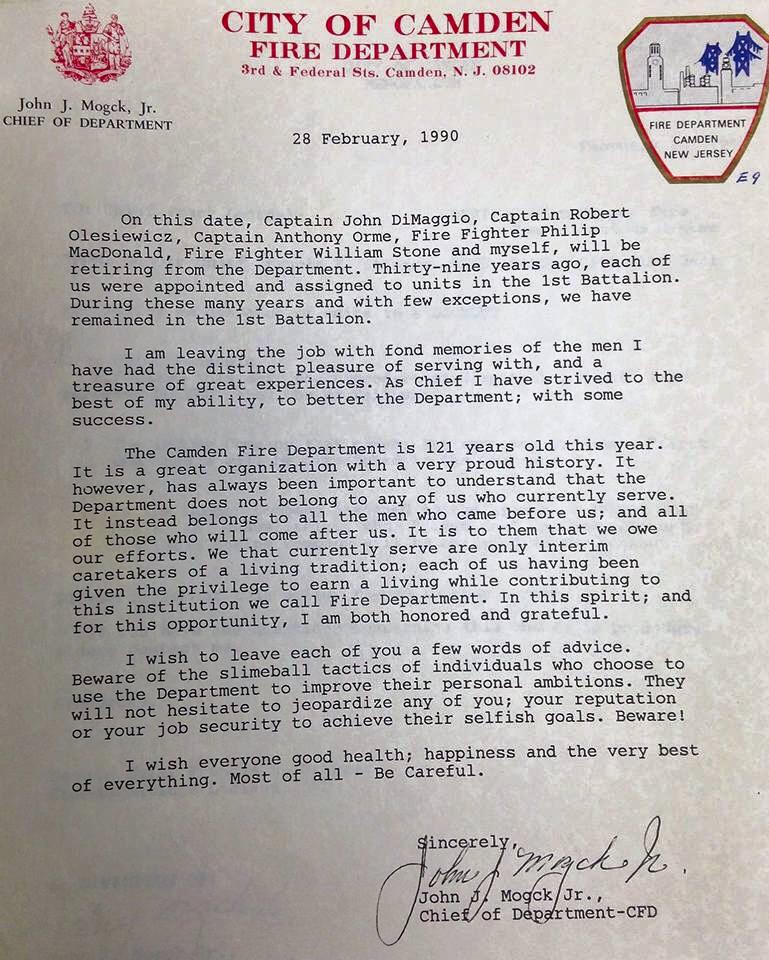 CITY OF CAMDEN
FIRE DEPARTMENT
3rd & Federal Sts. Camden, N. J. 08102
John J. Mogck, Jr.
CHIEF OF DEPARTMENT
FIRE DEPARTMENT
CAMDEN
NEW JERSEY
E9
28 February, 1990
On this date, Captain John DiMaggio, Captain Robert
Olesiewicz, Captain Anthony Orme, Fire Fighter Philip
MacDonald, Fire Fighter William Stone and myself, will be
retiring from the Department. Thirty-nine years ago, each of
us were appointed and assigned to units in the 1st Battalion.
During these many years and with few exceptions, we have
remained in the 1st Battalion.
I am leaving the job with fond memories of the men I
have had the distinct pleasure of serving with, and a
treasure of great experiences. As Chief I have strived to the
best of my ability, to better the Department; with some
success.
The Camden Fire Department is 121 years old this year.
It is a great organization with a very proud history. It
however, has always been important to understand that the
Department does not belong to any of us who currently serve.
It instead belongs to all the men who came before us; and all
of those who will come after us. It is to them that we owe
our efforts. We that currently serve are only interim
caretakers of a living tradition; each of us having been
given the privilege to earn a living while contributing to
this institution we call Fire Department. In this spirit; and
for this opportunity, I am both honored and grateful.
I wish to leave each of you a few words of advice.
Beware of the slimeball tactics of individuals who choose to
use the Department to improve their personal ambitions. They
will not hesitate to jeopardize any of you; your reputation
or your job security to achieve their selfish goals. Beware!
I wish everyone good health; happiness and the very best
of everything. Most of all - Be Careful.
Sincerely,
John J Mogck Jr.
John J. Mogck Jr.,
Chief of Department-CFD